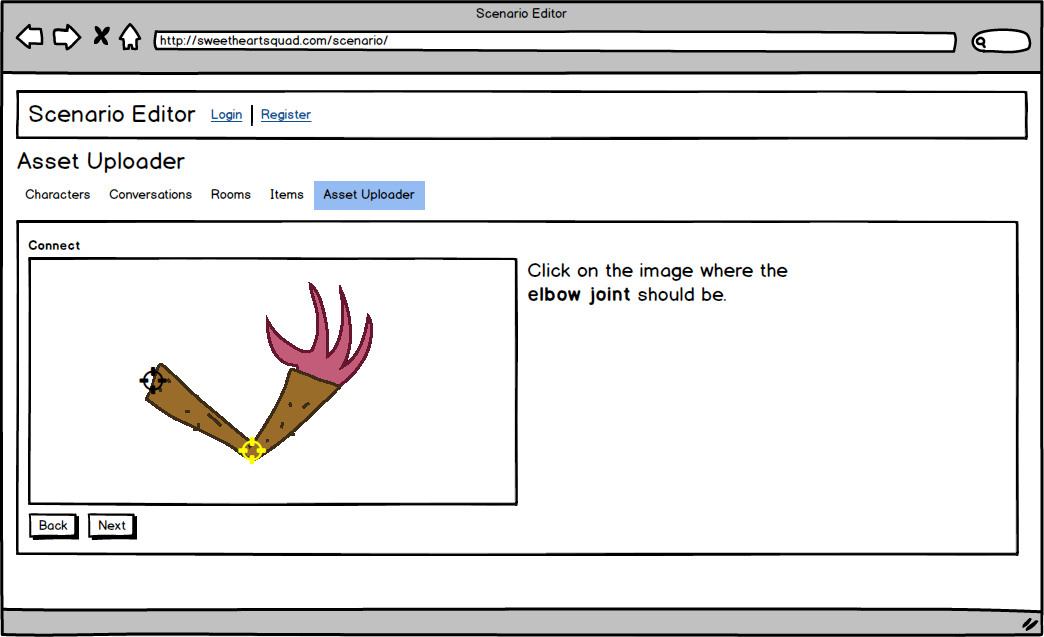 Scenario Editor
http://sweetheartsquad.com/scenario/
Scenario Editor Login Register
Asset Uploader
Characters Conversations Rooms Items Asset Uploader
Connect
Click on the image where the
elbow joint should be.
Back Next